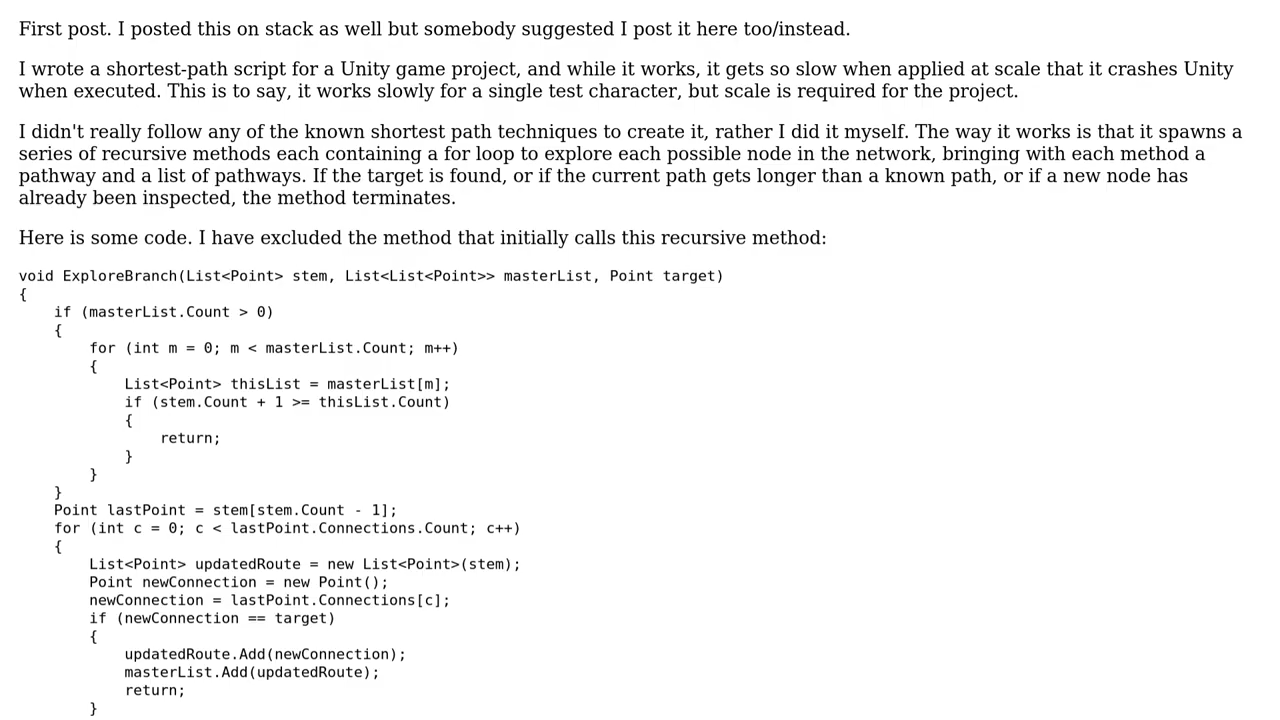 First post. I posted this on stack as well but somebody suggested I post it here too/instead.
I wrote a shortest-path script for a Unity game project, and while it works, it gets so slow when applied at scale that it crashes Unity
when executed. This is to say, it works slowly for a single test character, but scale is required for the project.
I didn't really follow any of the known shortest path techniques to create it, rather I did it myself. The way it works is that it spawns a
series of recursive methods each containing a for loop to explore each possible node in the network, bringing with each method a
pathway and a list of pathways. If the target is found, or if the current path gets longer than a known path, or if a new node has
already been inspected, the method terminates.
Here is some code. I have excluded the method that initially calls this recursive method:
void ExploreBranch(List<Point> stem, List<List<Point>> masterList, Point target)
{
    if (masterList.Count > 0)
    {
        for (int m = 0; m < masterList.Count; m++)
        {
            List<Point> thisList = masterList[m];
            if (stem.Count + 1 >= thisList.Count)
            {
                return;
            }
        }
    }
    Point lastPoint = stem[stem.Count - 1];
    for (int c = 0; c < lastPoint.Connections.Count; c++)
    {
        List<Point> updatedRoute = new List<Point>(stem);
        Point newConnection = new Point();
        newConnection = lastPoint.Connections[c];
        if (newConnection == target)
        {
            updatedRoute.Add(newConnection);
            masterList.Add(updatedRoute);
            return;
        }